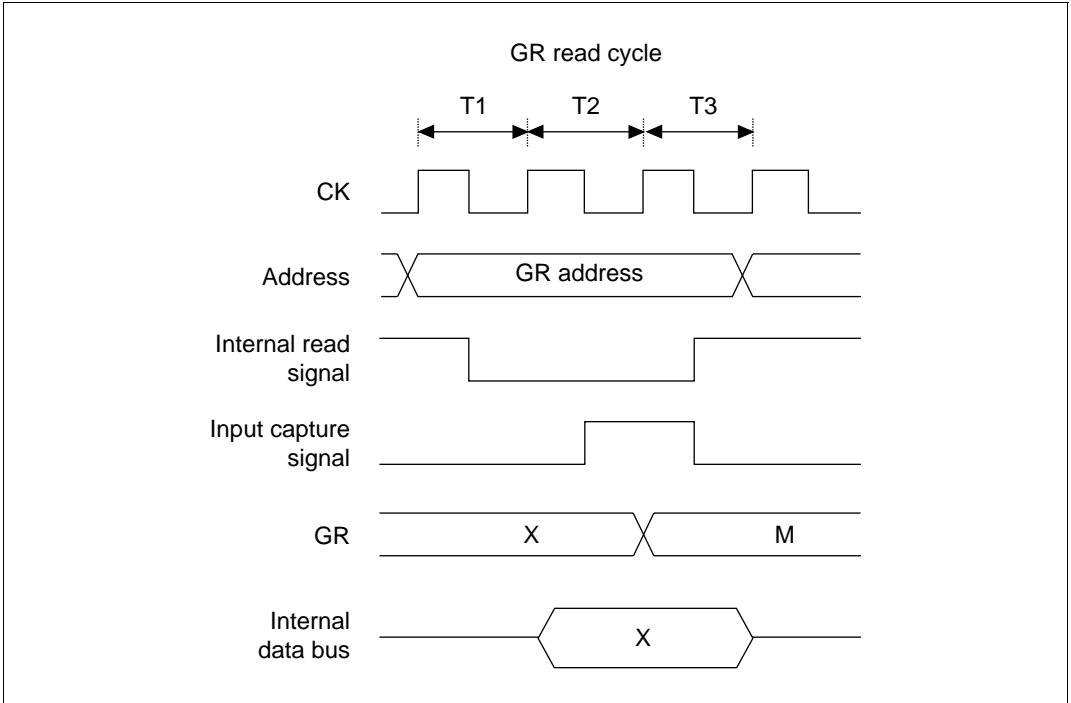 GR read cycle
T1 T2 T3
CK
Address GR address
Internal read
signal
Input capture
signal
GR X M
Internal
data bus X